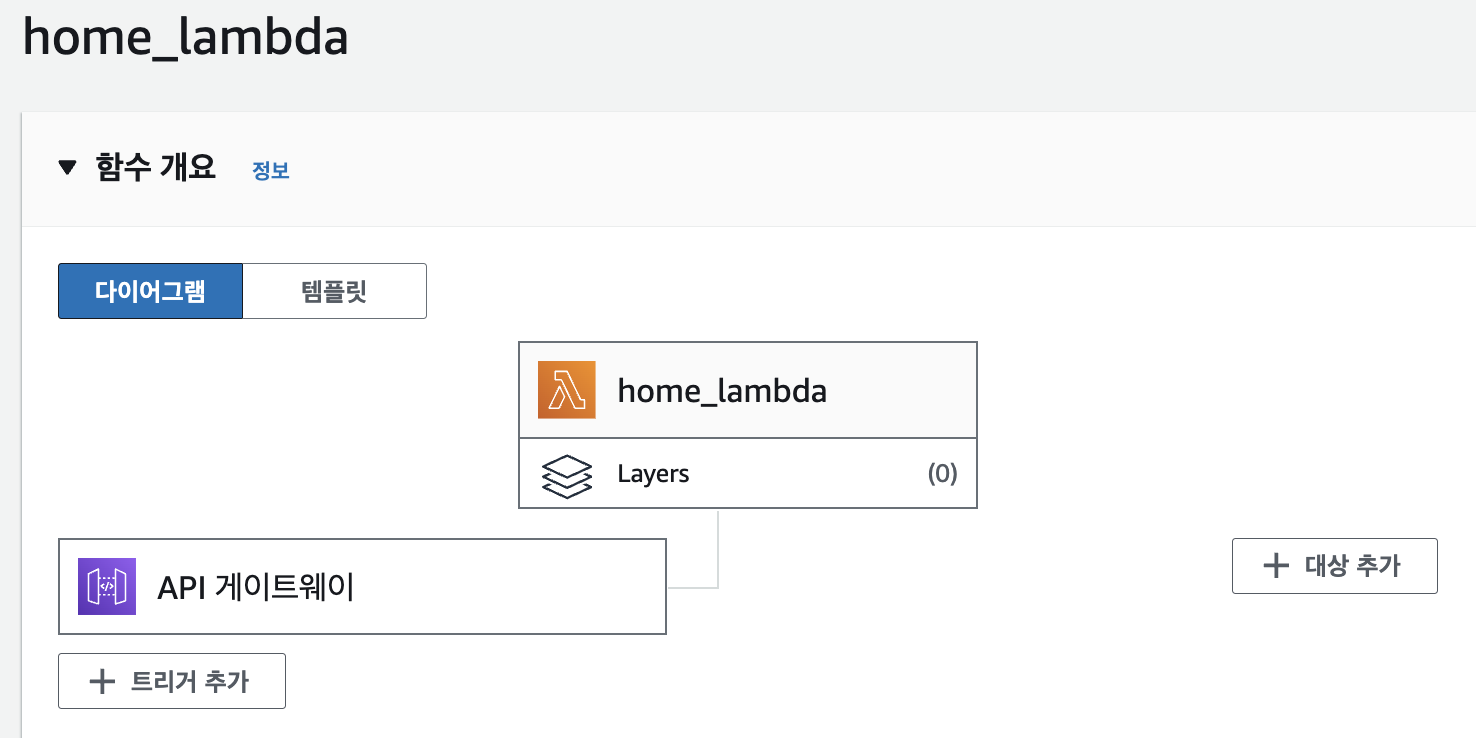 home_lambda
함수 개요 정보
다이어그램 템플릿
home_lambda
Layers (0)
API 게이트웨이
+ 대상 추가
+ 트리거 추가